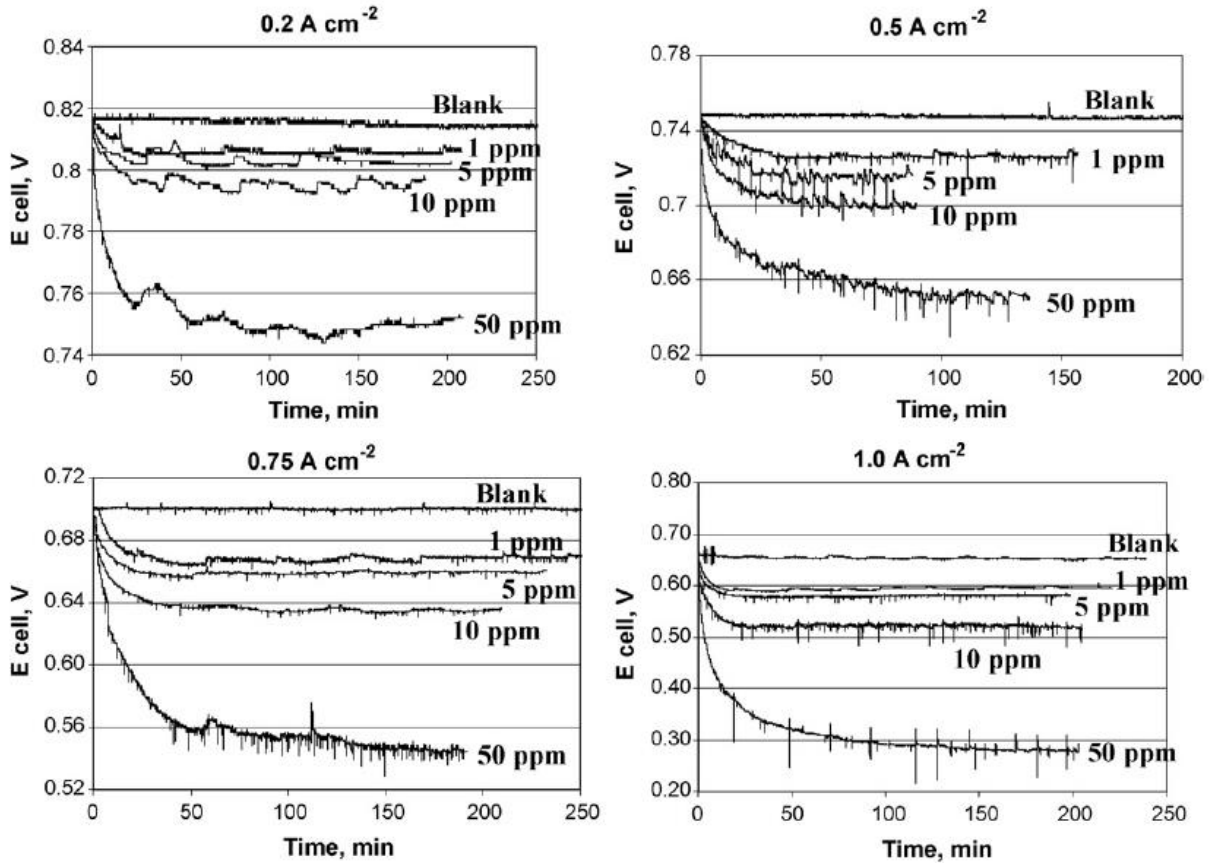 0.2 A cm⁻²
E cell, V
0.84
0.82
0.8
0.78
0.76
0.74
Blank
1 ppm
5 ppm
10 ppm
50 ppm
0 50 100 150 200 250
Time, min
0.5 A cm⁻²
E cell, V
0.78
0.74
0.7
0.66
0.62
Blank
1 ppm
5 ppm
10 ppm
50 ppm
0 50 100 150 200
Time, min
0.75 A cm⁻²
E cell, V
0.72
0.68
0.64
0.60
0.56
0.52
Blank
1 ppm
5 ppm
10 ppm
50 ppm
0 50 100 150 200 250
Time, min
1.0 A cm⁻²
E cell, V
0.80
0.70
0.60
0.50
0.40
0.30
0.20
Blank
1 ppm
5 ppm
10 ppm
50 ppm
0 50 100 150 200 250
Time, min